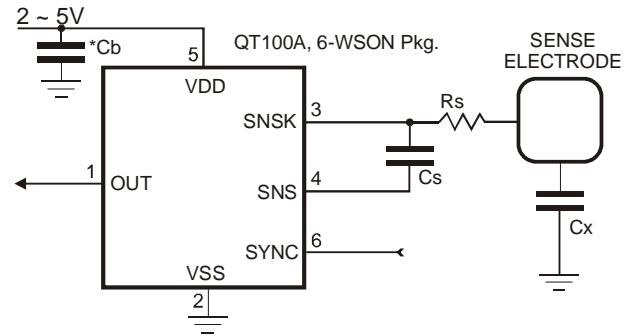 2 ~ 5V
*Cb
5
QT100A, 6-WSON Pkg.
SENSE
ELECTRODE
VDD
SNSK
3
Rs
1
OUT
Cs
SNS
4
Cx
SYNC
6
VSS
2